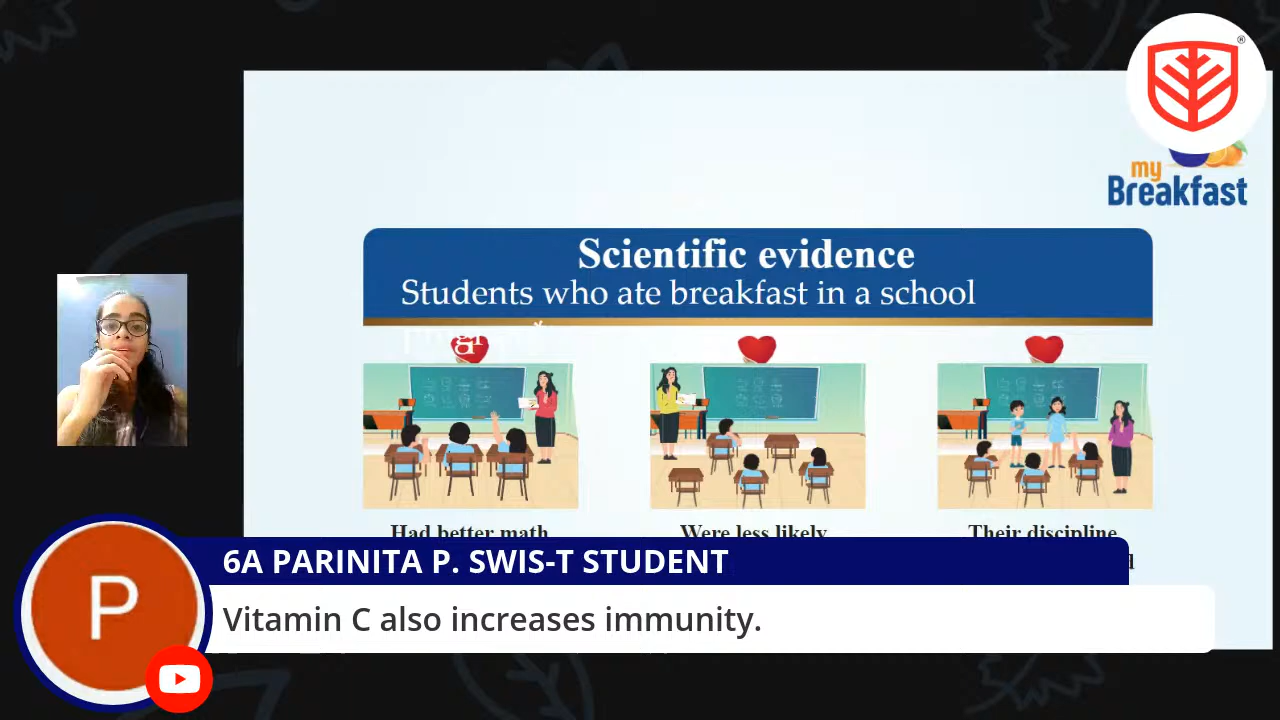 ®
my
Breakfast
Scientific evidence
Students who ate breakfast in a school
Had better math
Were less likely
Their discipline
6A PARINITA P. SWIS-T STUDENT
P
Vitamin C also increases immunity.